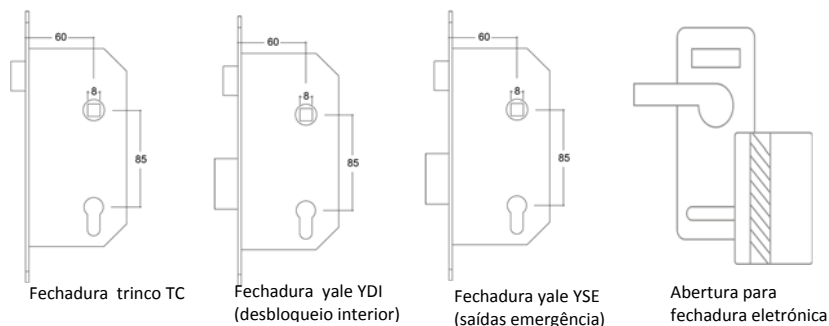 60
8
85
Fechadura trinco TC
60
8
85
Fechadura yale YDI
(desbloqueio interior)
60
8
85
Fechadura yale YSE
(saídas emergência)
Abertura para
fechadura eletrónica